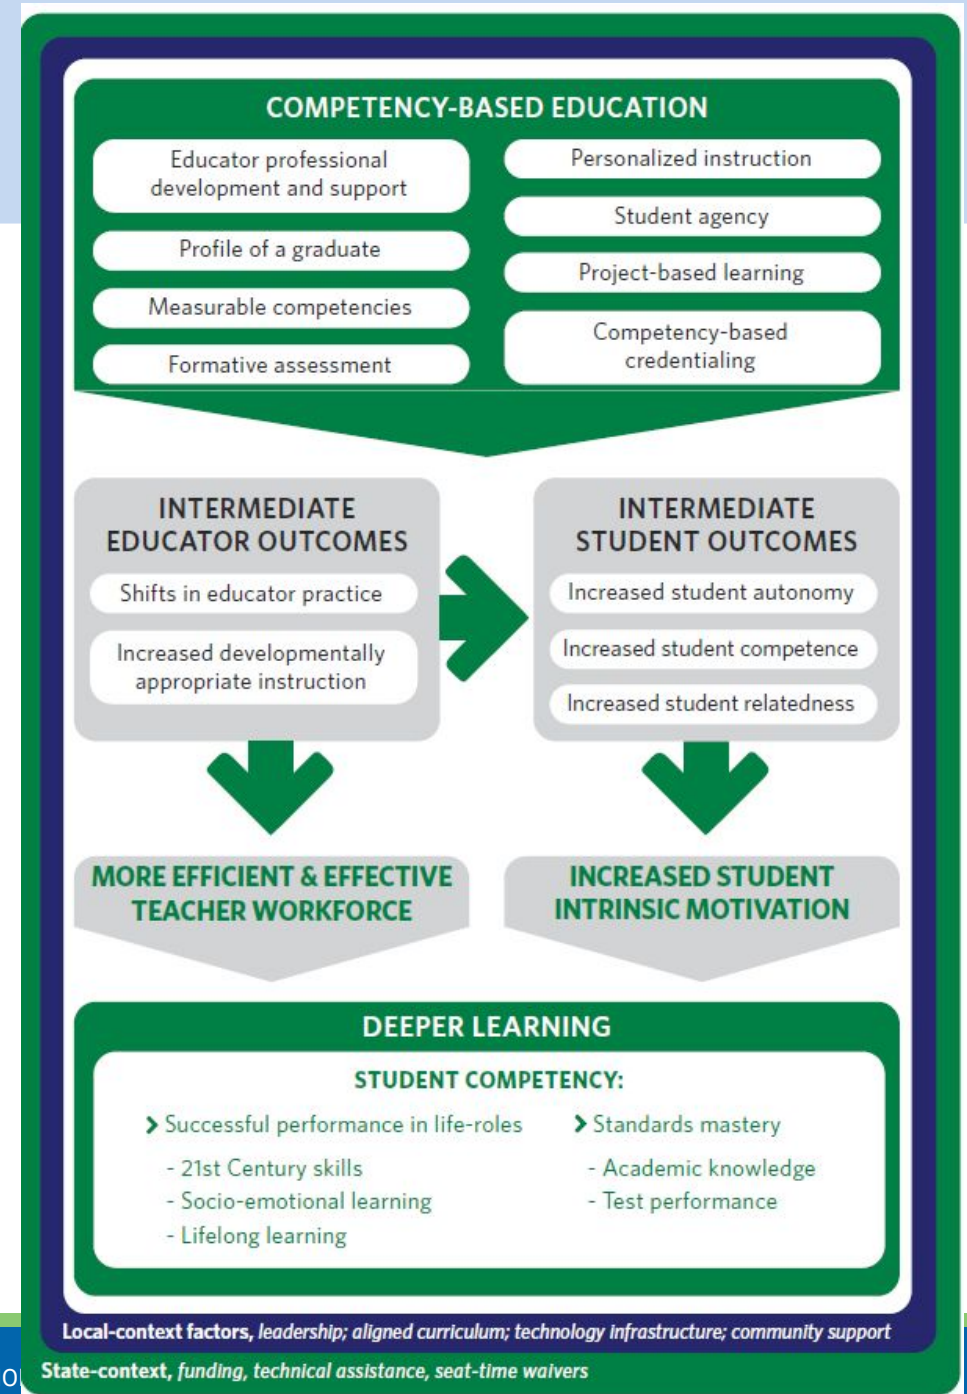 COMPETENCY-BASED EDUCATION
Educator professional
development and support
Profile of a graduate
Measurable competencies
Formative assessment
Personalized instruction
Student agency
Project-based learning
Competency-based
credentialing
INTERMEDIATE
EDUCATOR OUTCOMES
Shifts in educator practice
Increased developmentally
appropriate instruction
INTERMEDIATE
STUDENT OUTCOMES
Increased student autonomy
Increased student competence
Increased student relatedness
MORE EFFICIENT & EFFECTIVE
TEACHER WORKFORCE
INCREASED STUDENT
INTRINSIC MOTIVATION
DEEPER LEARNING
STUDENT COMPETENCY:
> Successful performance in life-roles
- 21st Century skills
- Socio-emotional learning
- Lifelong learning
> Standards mastery
- Academic knowledge
- Test performance
Local-context factors, leadership; aligned curriculum; technology infrastructure; community support
State-context, funding, technical assistance, seat-time waivers